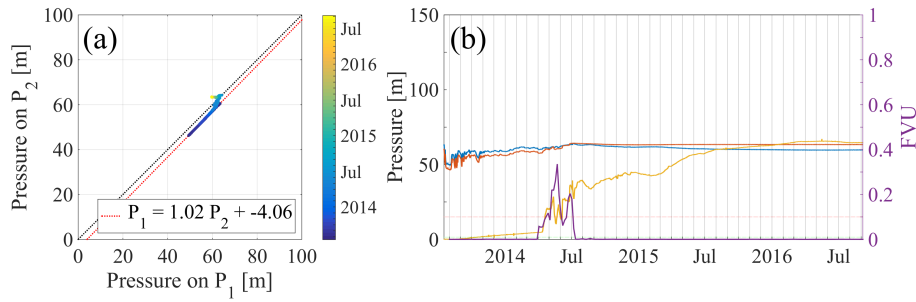 (a)
100
80
60
40
20
0
Pressure on P2 [m]
0 20 40 60 80 100
Pressure on P1 [m]
P1 = 1.02 P2 + -4.06
Jul
2016
Jul
2015
Jul
2014
(b)
150
100
50
0
Pressure [m]
2014 Jul 2015 Jul 2016 Jul
1
0.8
0.6
0.4
0.2
0
FVU